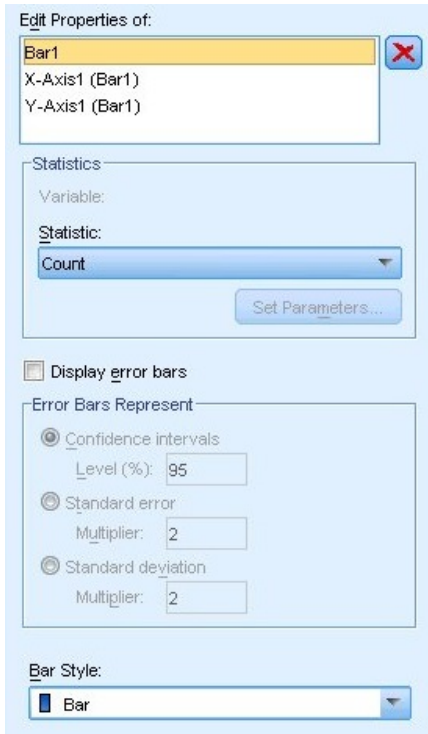 Edit Properties of:
Bar1
X-Axis1 (Bar1)
Y-Axis1 (Bar1)
Statistics
Variable:
Statistic:
Count
Set Parameters...
Display error bars
Error Bars Represent
Confidence intervals
Level (%): 95
Standard error
Multiplier: 2
Standard deviation
Multiplier: 2
Bar Style:
Bar